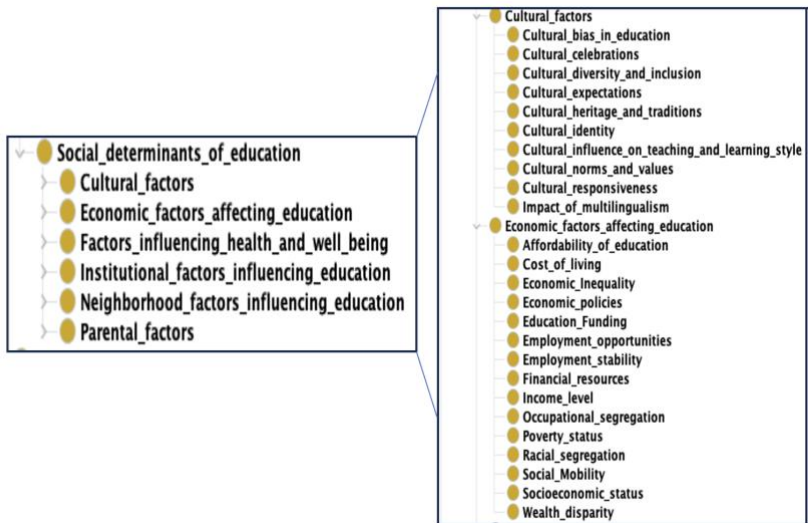 Social_determinants_of_education
Cultural_factors
Economic_factors_affecting_education
Factors_influencing_health_and_well_being
Institutional_factors_influencing_education
Neighborhood_factors_influencing_education
Parental_factors
Cultural_factors
Cultural_bias_in_education
Cultural_celebrations
Cultural_diversity_and_inclusion
Cultural_expectations
Cultural_heritage_and_traditions
Cultural_identity
Cultural_influence_on_teaching_and_learning_style
Cultural_norms_and_values
Cultural_responsiveness
Impact_of_multilingualism
Economic_factors_affecting_education
Affordability_of_education
Cost_of_living
Economic_Inequality
Economic_policies
Education_Funding
Employment_opportunities
Employment_stability
Financial_resources
Income_level
Occupational_segregation
Poverty_status
Racial_segregation
Social_Mobility
Socioeconomic_status
Wealth_disparity